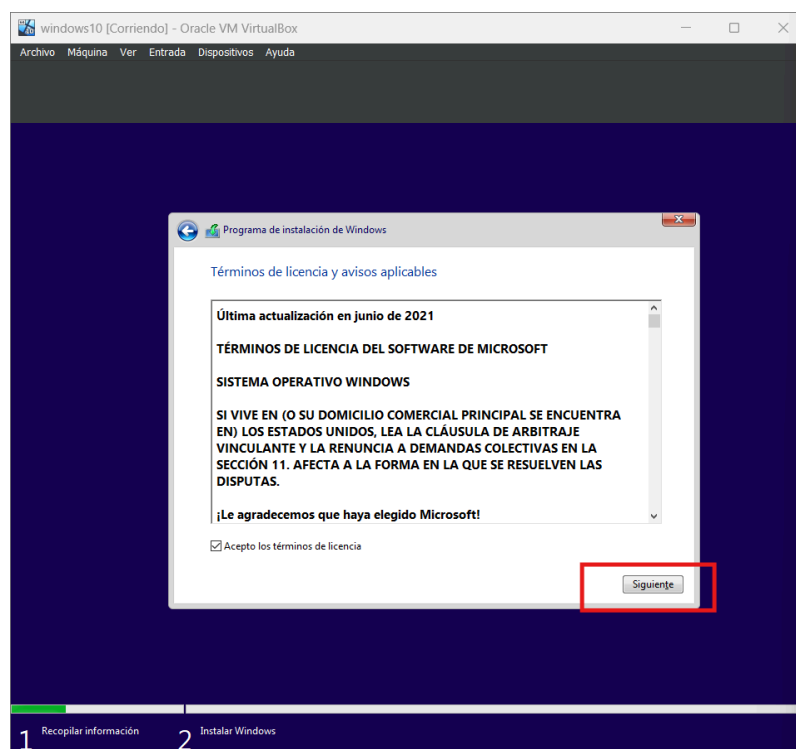 windows10 [Corriendo] - Oracle VM VirtualBox
Archivo Máquina Ver Entrada Dispositivos Ayuda
Programa de instalación de Windows
Términos de licencia y avisos aplicables
Última actualización en junio de 2021
TÉRMINOS DE LICENCIA DEL SOFTWARE DE MICROSOFT
SISTEMA OPERATIVO WINDOWS
SI VIVE EN (O SU DOMICILIO COMERCIAL PRINCIPAL SE ENCUENTRA
EN) LOS ESTADOS UNIDOS, LEA LA CLÁUSULA DE ARBITRAJE
VINCULANTE Y LA RENUNCIA A DEMANDAS COLECTIVAS EN LA
SECCIÓN 11. AFECTA A LA FORMA EN LA QUE SE RESUELVEN LAS
DISPUTAS.
¡Le agradecemos que haya elegido Microsoft!
Acepto los términos de licencia
Siguiente
1 Recopilar información 2 Instalar Windows